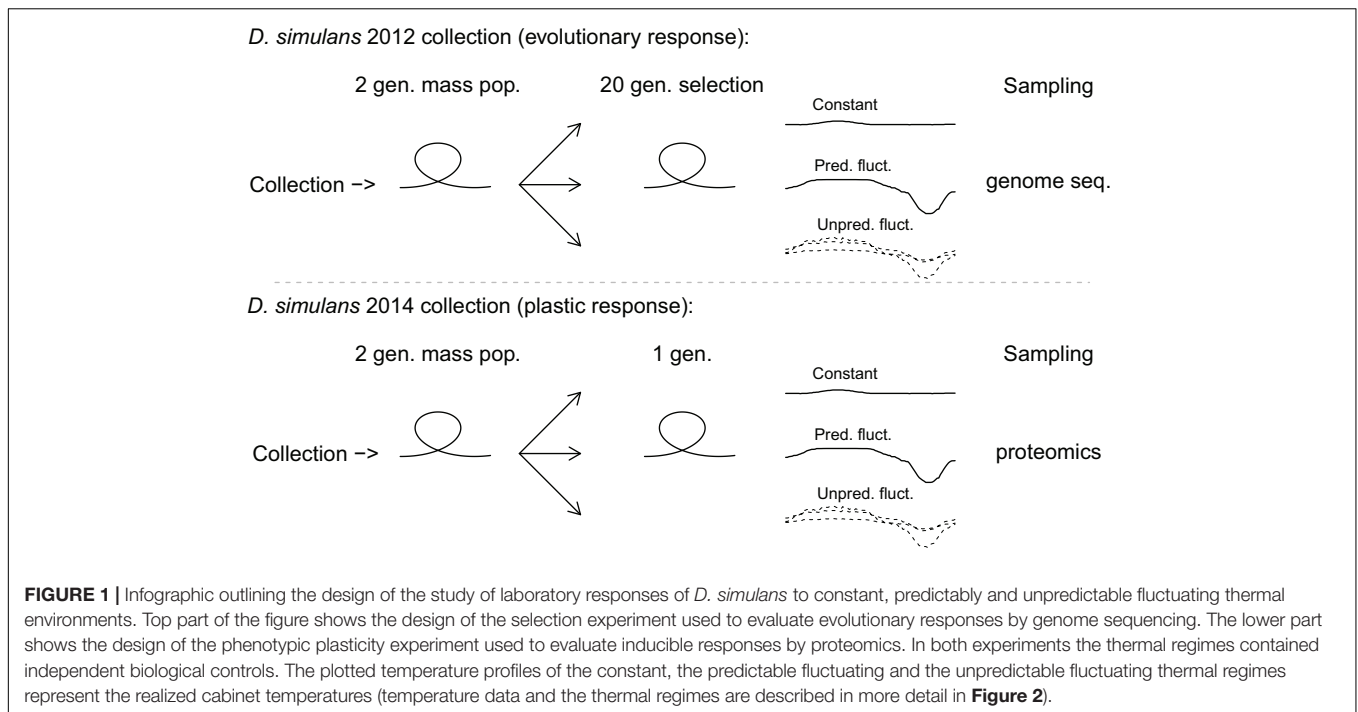 D. simulans 2012 collection (evolutionary response):
2 gen. mass pop. 20 gen. selection Sampling
Constant
Pred. fluct.
Collection −> genome seq.
Unpred. fluct.
D. simulans 2014 collection (plastic response):
2 gen. mass pop. 1 gen. Sampling
Constant
Pred. fluct.
Collection −> proteomics
Unpred. fluct.
FIGURE 1 | Infographic outlining the design of the study of laboratory responses of D. simulans to constant, predictably and unpredictable fluctuating thermal
environments. Top part of the figure shows the design of the selection experiment used to evaluate evolutionary responses by genome sequencing. The lower part
shows the design of the phenotypic plasticity experiment used to evaluate inducible responses by proteomics. In both experiments the thermal regimes contained
independent biological controls. The plotted temperature profiles of the constant, the predictable fluctuating and the unpredictable fluctuating thermal regimes
represent the realized cabinet temperatures (temperature data and the thermal regimes are described in more detail in Figure 2).